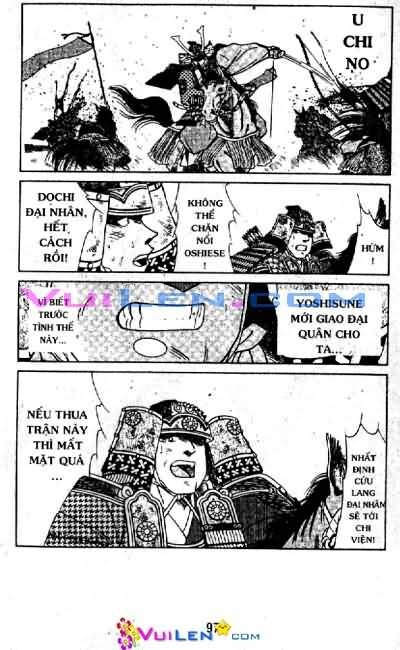 U
CHI
NO
HỪM!
KHÔNG
THỂ
CHẶN
NỔI
OSHIESE
!
DOCHI
ĐẠI NHÂN,
HẾT
CÁCH
RỒI!
YOSHISUNE
MỚI GIAO ĐẠI
QUÂN CHO
TA...
VÌ BIẾT
TRƯỚC
TÌNH THẾ
NÀY...
VUILEN.COM
NHẤT
ĐỊNH
CỬU
LANG
ĐẠI NHÂN
SẼ TỚI
CHI
VIỆN!
NẾU THUA
TRẬN NÀY
THÌ MẤT
MẶT QUÁ
...
97
VUILEN.COM